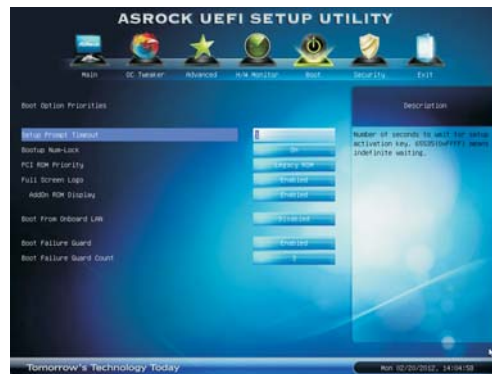 ASROCK UEFI SETUP UTILITY
Main
OC Tweaker
Advanced
H/W Monitor
Boot
Security
Exit
Boot Option Priorities
Description
Setup Prompt Timeout
Number of seconds to wait for setup
activation key. 65535(0xFFFF) means
indefinite waiting.
Bootup Num-Lock
On
PCI ROM Priority
Legacy ROM
Full Screen Logo
Enabled
AddOn ROM Display
Enabled
Boot From Onboard LAN
Disabled
Boot Failure Guard
Enabled
Boot Failure Guard Count
Tomorrow's Technology Today
Mon 02/20/2012, 14:04:58